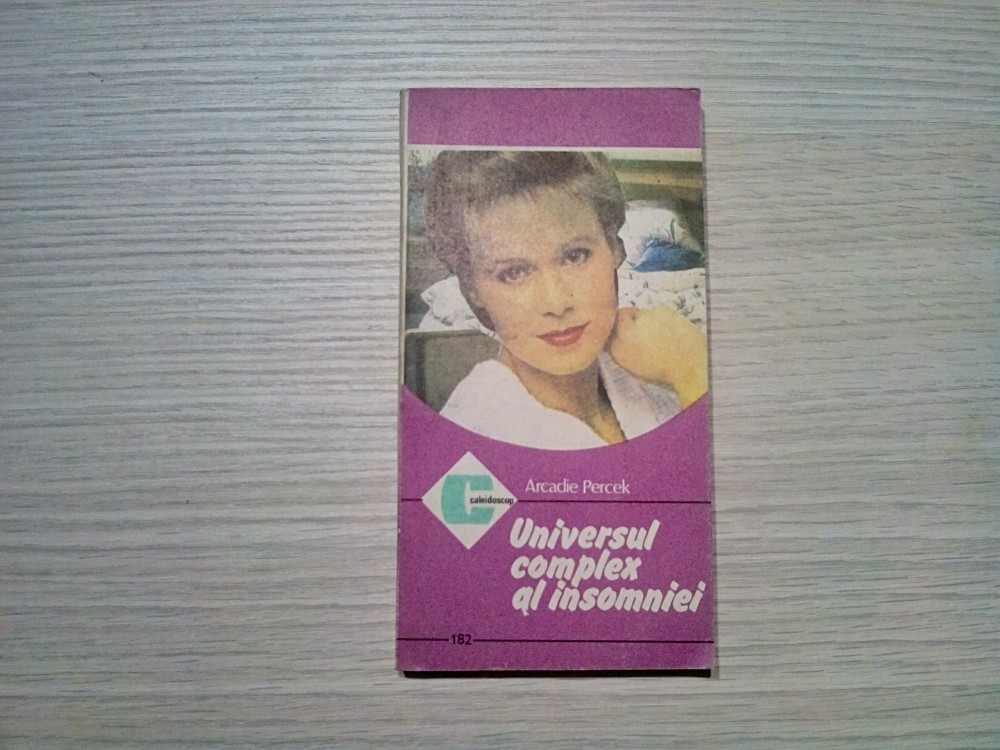 C
caleidoscop
Arcadie Percek
Universul
complex
al insomniei
182